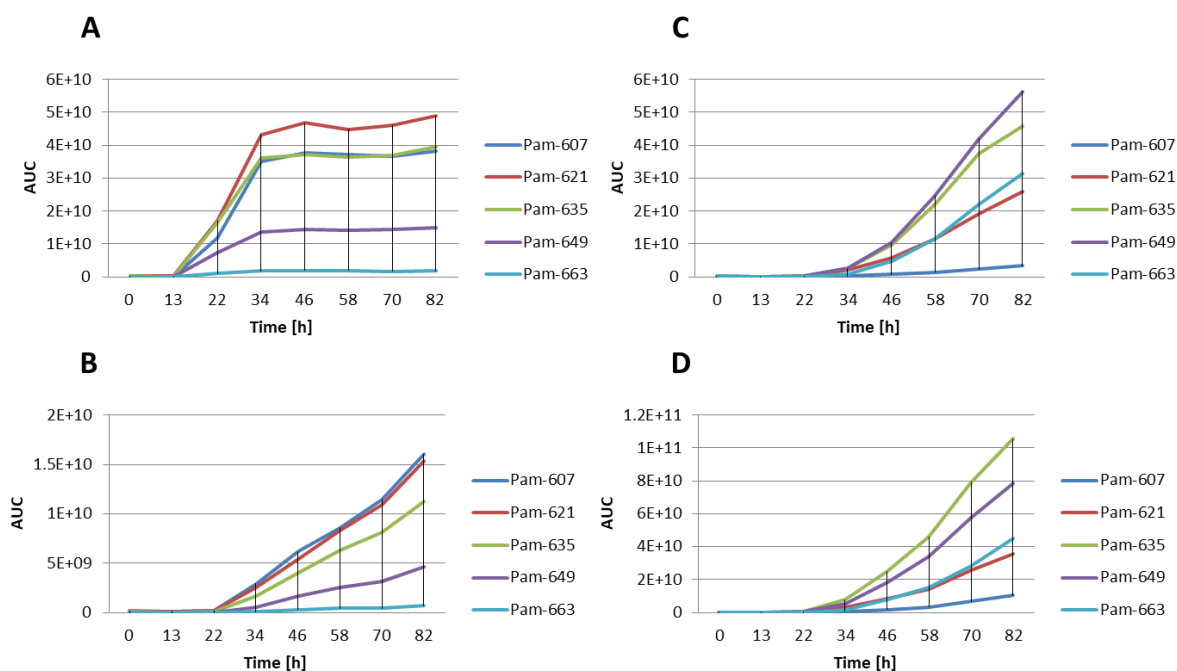 A
6E+10
5E+10
4E+10
3E+10
2E+10
1E+10
0
AUC
0 13 22 34 46 58 70 82
Time [h]
Pam-607
Pam-621
Pam-635
Pam-649
Pam-663
C
6E+10
5E+10
4E+10
3E+10
2E+10
1E+10
0
AUC
0 13 22 34 46 58 70 82
Time [h]
Pam-607
Pam-621
Pam-635
Pam-649
Pam-663
B
2E+10
1.5E+10
1E+10
5E+09
0
AUC
0 13 22 34 46 58 70 82
Time [h]
Pam-607
Pam-621
Pam-635
Pam-649
Pam-663
D
1.2E+11
1E+11
8E+10
6E+10
4E+10
2E+10
0
AUC
0 13 22 34 46 58 70 82
Time [h]
Pam-607
Pam-621
Pam-635
Pam-649
Pam-663